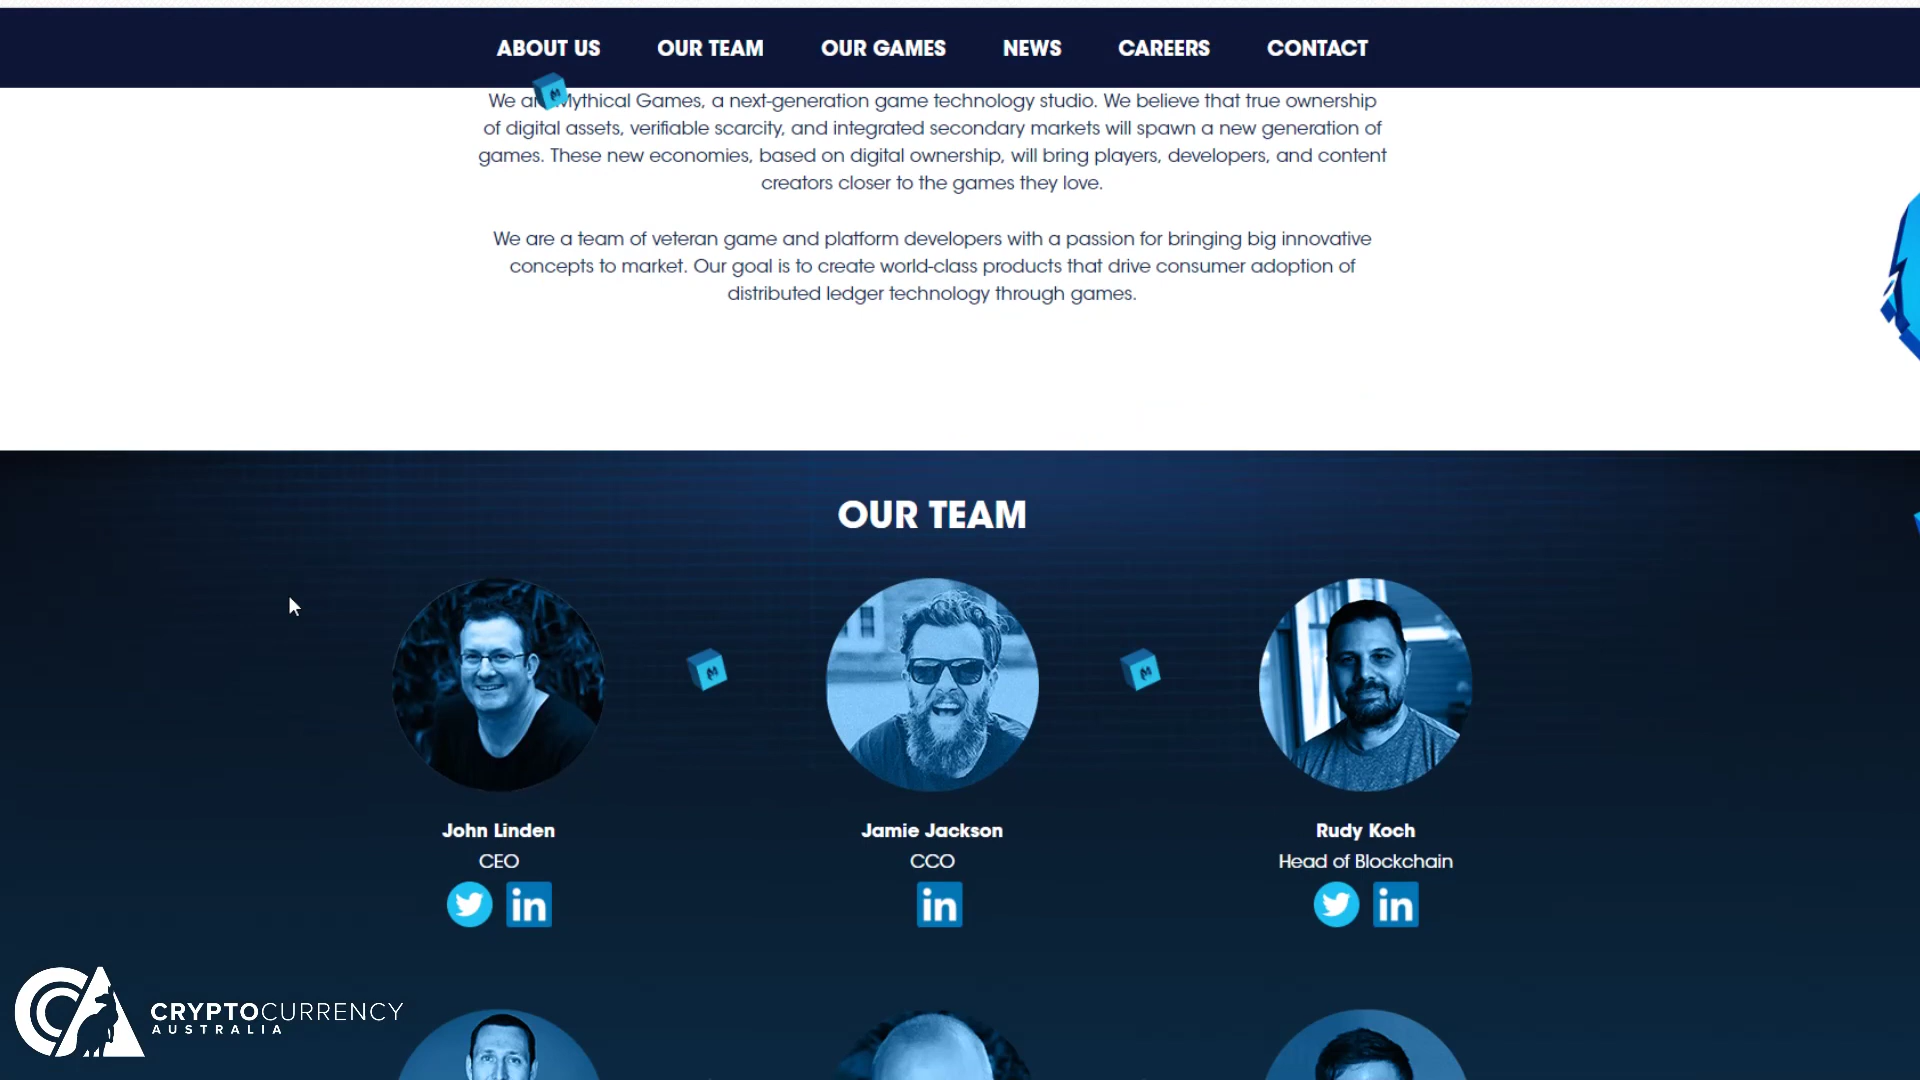 ABOUT US OUR TEAM OUR GAMES NEWS CAREERS CONTACT
We Mythical Games, a next-generation game technology studio. We believe that true ownership
of digital assets, verifiable scarcity, and integrated secondary markets will spawn a new generation of
games. These new economies, based on digital ownership, will bring players, developers, and content
creators closer to the games they love.
We are a team of veteran game and platform developers with a passion for bringing big innovative
concepts to market. Our goal is to create world-class products that drive consumer adoption of
distributed ledger technology through games.
OUR TEAM
John Linden
CEO
in
Jamie Jackson
CCO
in
Rudy Koch
Head of Blockchain
in
CRYPTOCURRENCY
AUSTRALIA